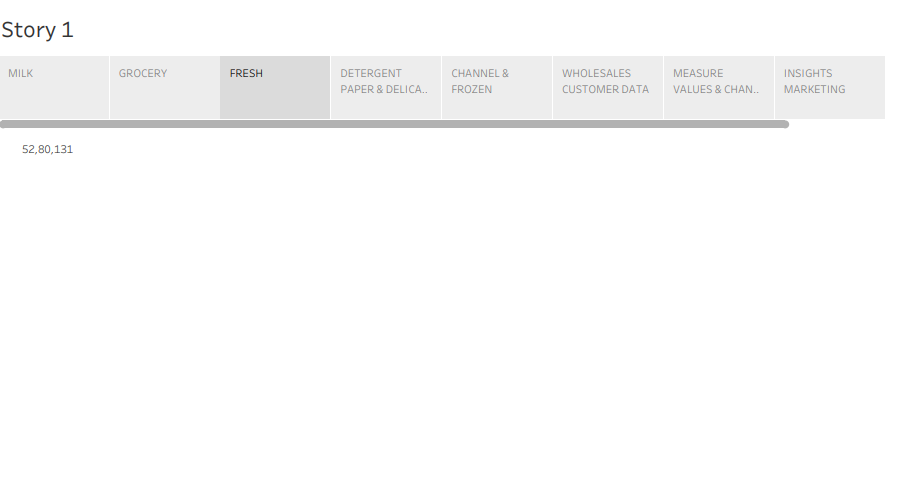 Story 1
MILK
GROCERY
FRESH
DETERGENT
PAPER & DELICA..
CHANNEL &
FROZEN
WHOLESALES
CUSTOMER DATA
MEASURE
VALUES & CHAN..
INSIGHTS
MARKETING
52,80,131